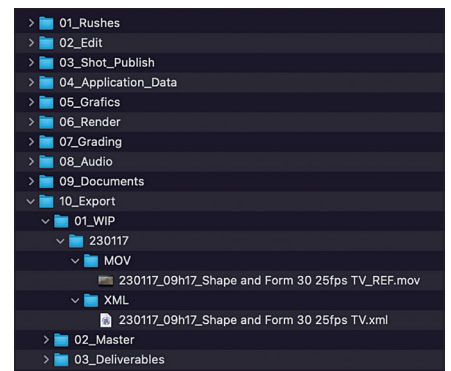 01_Rushes
02_Edit
03_Shot_Publish
04_Application_Data
05_Grafics
06_Render
07_Grading
08_Audio
09_Documents
10_Export
01_WIP
230117
MOV
230117_09h17_Shape and Form 30 25fps TV_REF.mov
XML
230117_09h17_Shape and Form 30 25fps TV.xml
02_Master
03_Deliverables